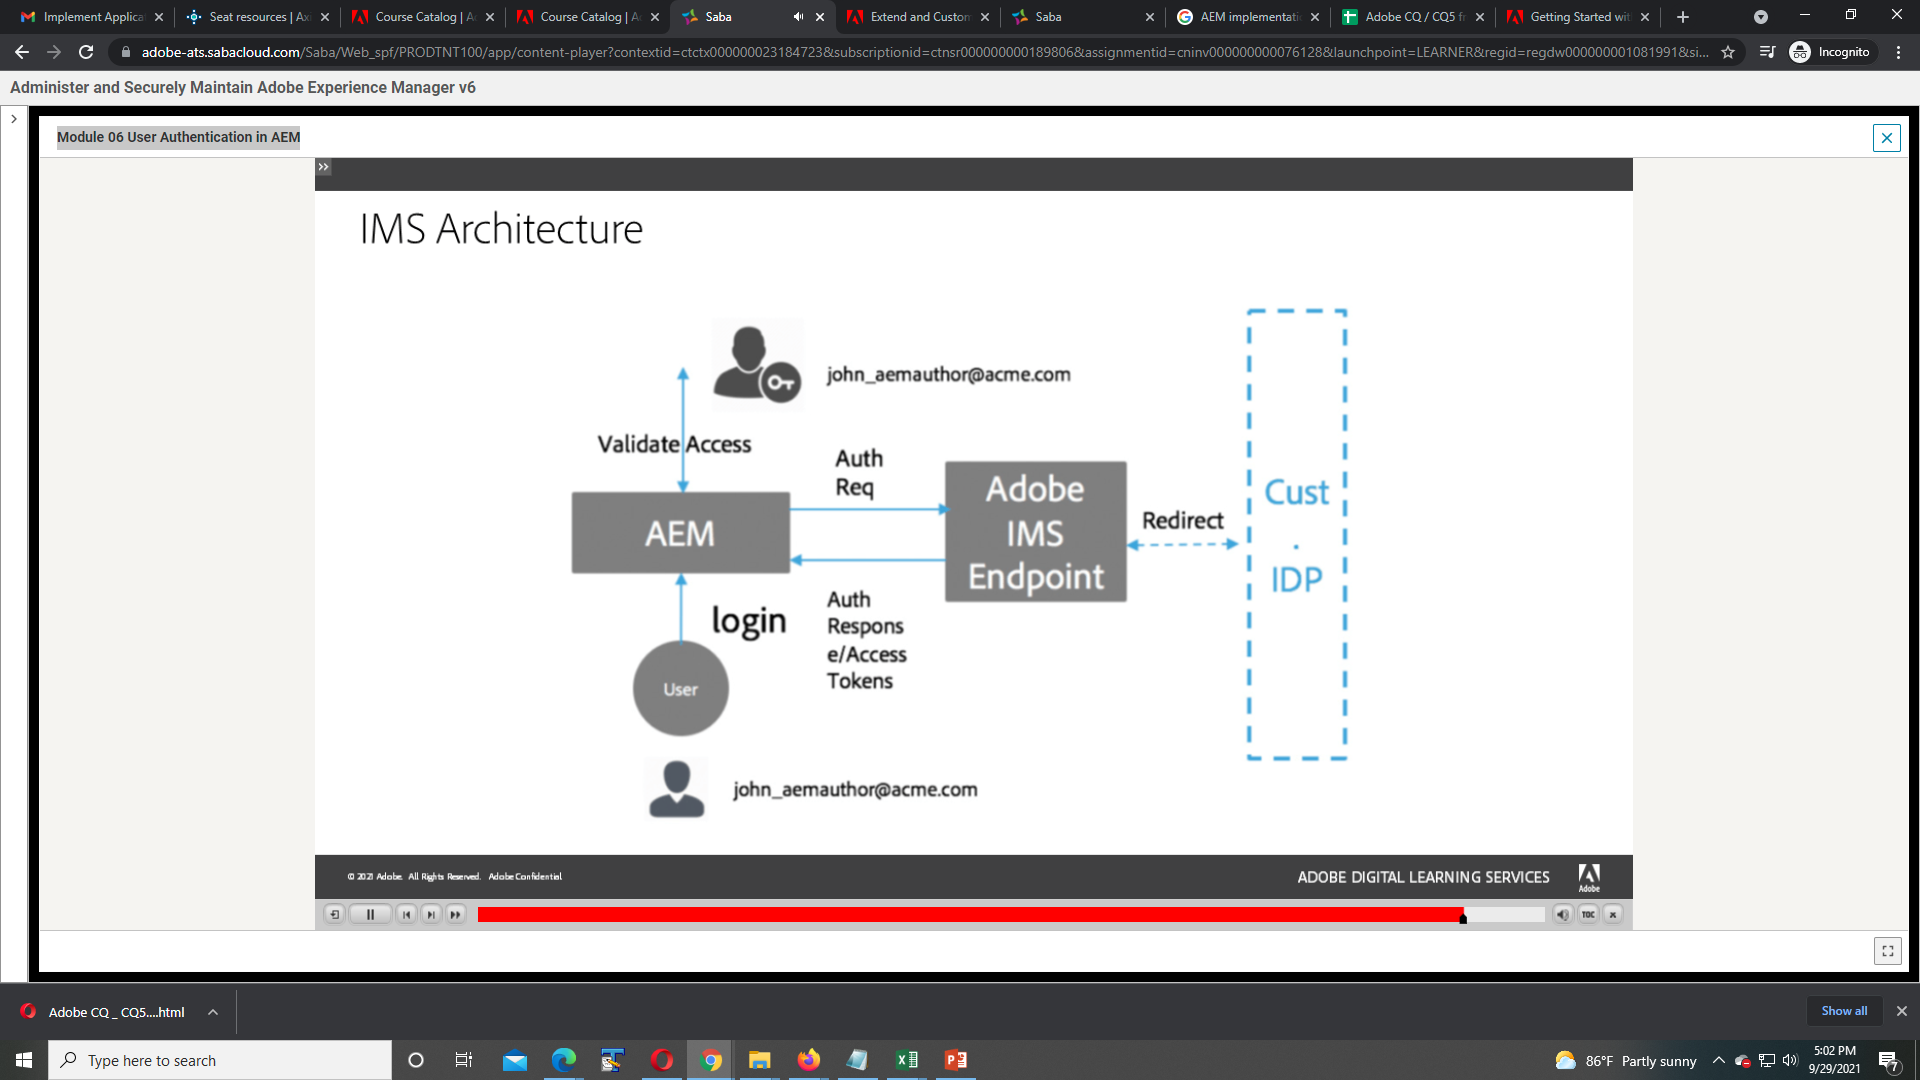 Implement Applica
Seat resources | Ax
Course Catalog | A
Course Catalog | A
Saba
Extend and Custom
Saba
AEM implementati
Adobe CQ / CQ5 f
Getting Started wit
adobe-ats.sabacloud.com/Saba/Web_spf/PRODTNT100/app/content-player?contextid=ctctx000000023184723&subscriptionid=ctnsr0000000000189806&assignmentid=cninv000000000076128&launchpoint=LEARNER&regid=regdw000000001081991&si...
Incognito
Administer and Securely Maintain Adobe Experience Manager v6
Module 06 User Authentication in AEM
IMS Architecture
john_aemauthor@acme.com
Validate Access
Auth
Req
AEM
Adobe
IMS
Endpoint
Redirect
Cust
.
IDP
login
Auth
Respons
e/Access
Tokens
User
john_aemauthor@acme.com
© 2021 Adobe. All Rights Reserved. Adobe Confidential
ADOBE DIGITAL LEARNING SERVICES
Adobe
TOC
Adobe CQ _ CQ5....html
Show all
Type here to search
86°F Partly sunny
5:02 PM
9/29/2021
7